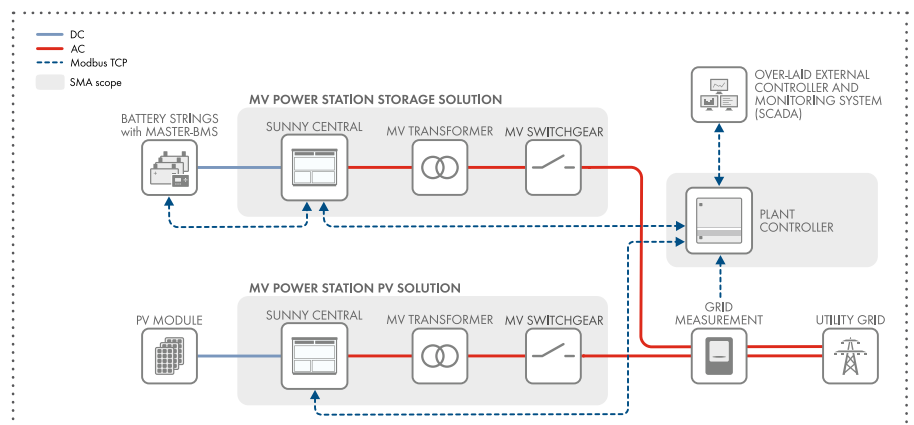 DC
AC
Modbus TCP
SMA scope
OVER-LAID EXTERNAL
CONTROLLER AND
MONITORING SYSTEM
(SCADA)
MV POWER STATION STORAGE SOLUTION
BATTERY STRINGS
with MASTER-BMS
SUNNY CENTRAL
MV TRANSFORMER
MV SWITCHGEAR
PLANT
CONTROLLER
MV POWER STATION PV SOLUTION
PV MODULE
SUNNY CENTRAL
MV TRANSFORMER
MV SWITCHGEAR
GRID
MEASUREMENT
UTILITY GRID